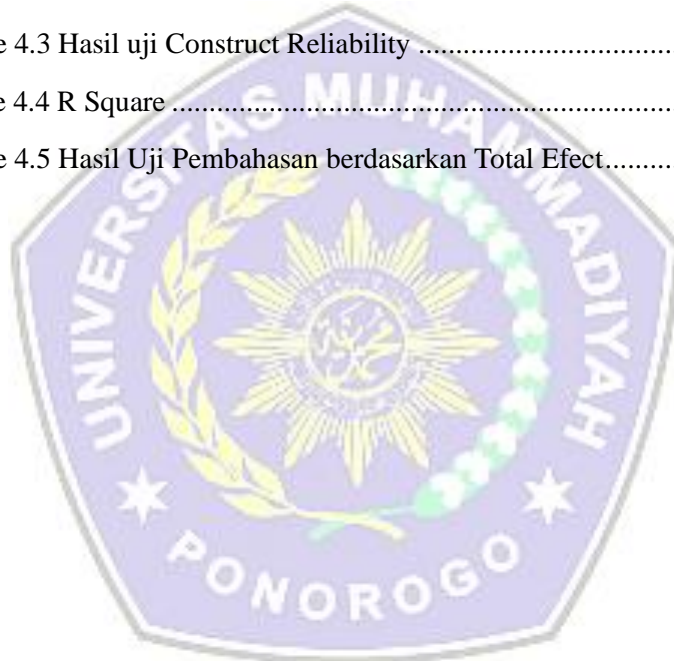 e 4.3 Hasil uji Construct Reliability ....................................
e 4.4 R Square ........................................................................
e 4.5 Hasil Uji Pembahasan berdasarkan Total Efect..........
UNIVERSITAS MUHAMMADIYAH
PONOROGO